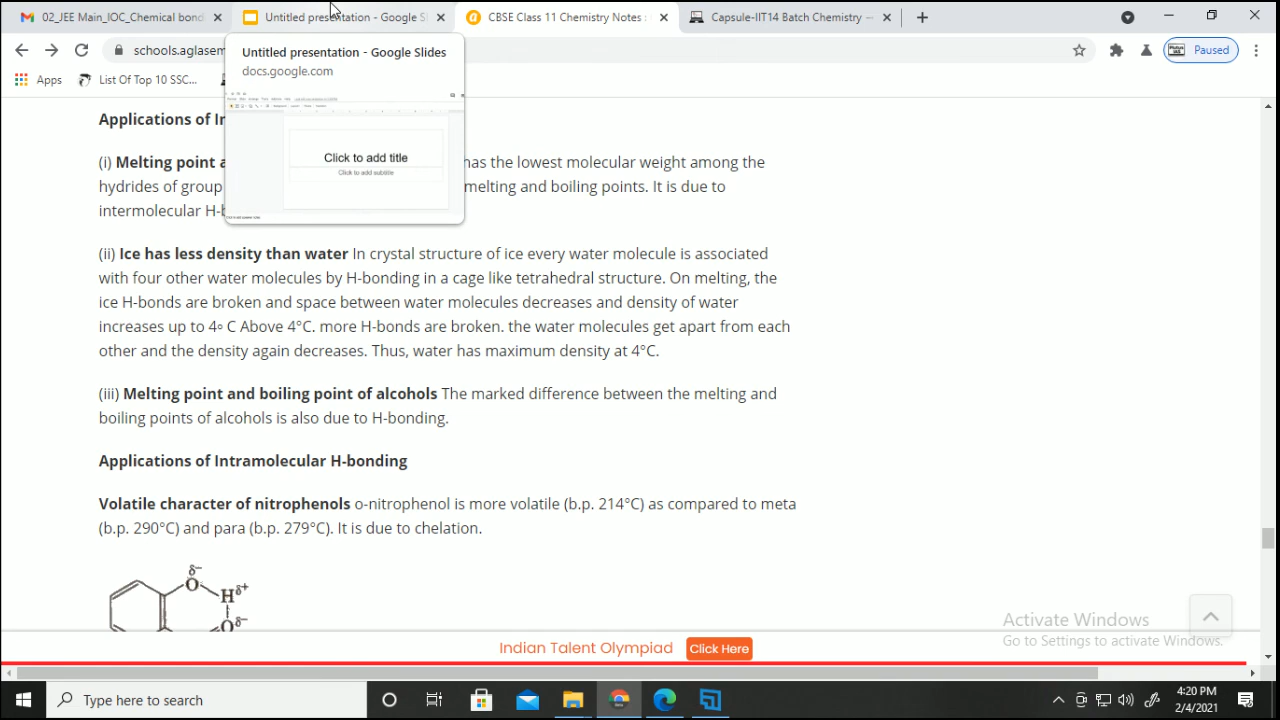 02_JEE Main_IOC_Chemical bond
Untitled presentation - Google S
CBSE Class 11 Chemistry Notes :
Capsule-IIT14 Batch Chemistry -
schools.aglasem
Paused
Apps
List Of Top 10 SSC...
Untitled presentation - Google Slides
docs.google.com
Click to add title
Click to add subtitle
Applications of I
(i) Melting point a
has the lowest molecular weight among the
hydrides of group
melting and boiling points. It is due to
intermolecular H-b
(ii) Ice has less density than water In crystal structure of ice every water molecule is associated
with four other water molecules by H-bonding in a cage like tetrahedral structure. On melting, the
ice H-bonds are broken and space between water molecules decreases and density of water
increases up to 4∘ C Above 4°C. more H-bonds are broken. the water molecules get apart from each
other and the density again decreases. Thus, water has maximum density at 4°C.
(iii) Melting point and boiling point of alcohols The marked difference between the melting and
boiling points of alcohols is also due to H-bonding.
Applications of Intramolecular H-bonding
Volatile character of nitrophenols o-nitrophenol is more volatile (b.p. 214°C) as compared to meta
(b.p. 290°C) and para (b.p. 279°C). It is due to chelation.
δ−
O
H δ+
O δ−
Activate Windows
Go to Settings to activate Windows.
Indian Talent Olympiad Click Here
Type here to search
4:20 PM
2/4/2021